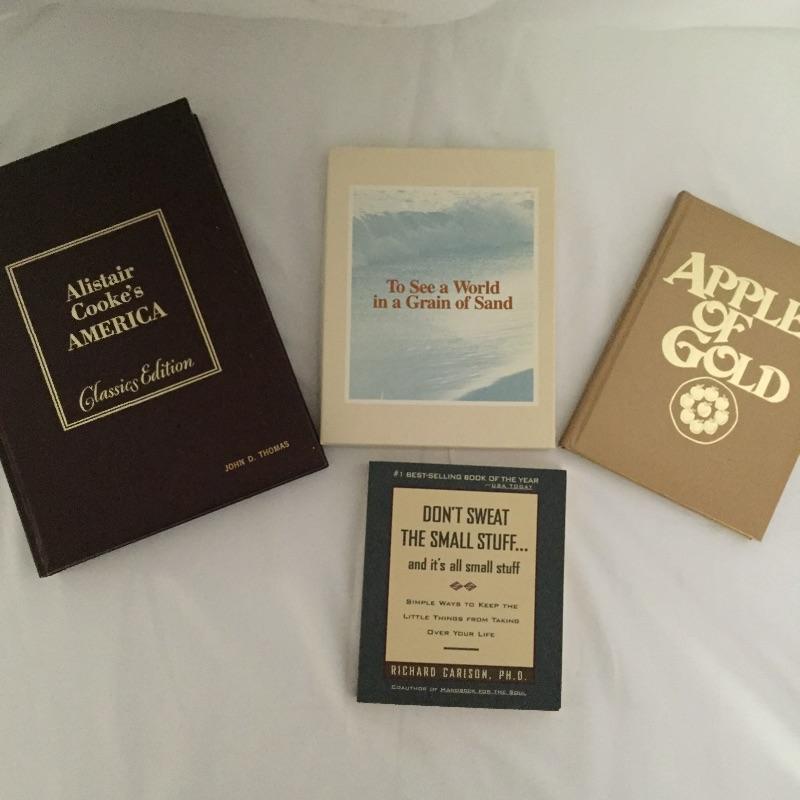 Alistair
Cooke's
AMERICA
Classics Edition
JOHN D. THOMAS
To See a World
in a Grain of Sand
APPLES
OF
GOLD
#1 BEST-SELLING BOOK OF THE YEAR
—USA TODAY
DON'T SWEAT
THE SMALL STUFF...
and it's all small stuff
SIMPLE WAYS TO KEEP THE
LITTLE THINGS FROM TAKING
OVER YOUR LIFE
RICHARD CARLSON, PH.D.
COAUTHOR OF HANDBOOK FOR THE SOUL